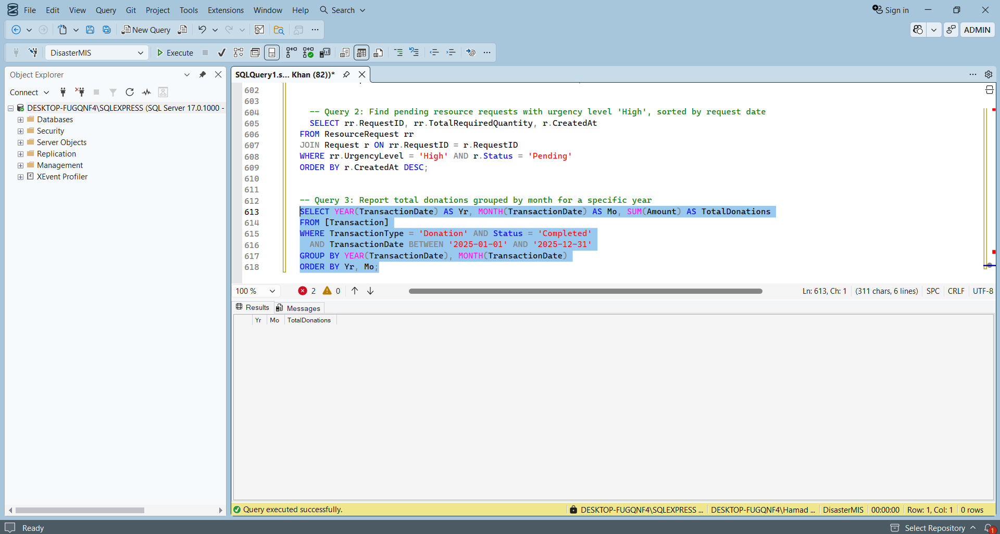 File Edit View Query Git Project Tools Extensions Window Help Search Sign in
New Query ADMIN
DisasterMIS Execute
Object Explorer
Connect
DESKTOP-FUGQNF4\SQLEXPRESS (SQL Server 17.0.1000 -
Databases
Security
Server Objects
Replication
Management
XEvent Profiler
SQLQuery1.s... Khan (82))*
602
603
604 -- Query 2: Find pending resource requests with urgency level 'High', sorted by request date
605 SELECT rr.RequestID, rr.TotalRequiredQuantity, r.CreatedAt
606 FROM ResourceRequest rr
607 JOIN Request r ON rr.RequestID = r.RequestID
608 WHERE rr.UrgencyLevel = 'High' AND r.Status = 'Pending'
609 ORDER BY r.CreatedAt DESC;
610
611
612 -- Query 3: Report total donations grouped by month for a specific year
613 SELECT YEAR(TransactionDate) AS Yr, MONTH(TransactionDate) AS Mo, SUM(Amount) AS TotalDonations
614 FROM [Transaction]
615 WHERE TransactionType = 'Donation' AND Status = 'Completed'
616 AND TransactionDate BETWEEN '2025-01-01' AND '2025-12-31'
617 GROUP BY YEAR(TransactionDate), MONTH(TransactionDate)
618 ORDER BY Yr, Mo;
100 % 2 0 Ln: 613, Ch: 1 (311 chars, 6 lines) SPC CRLF UTF-8
Results Messages
Yr Mo TotalDonations
Query executed successfully. DESKTOP-FUGQNF4\SQLEXPRESS ... DESKTOP-FUGQNF4\Hamad ... DisasterMIS 00:00:00 Row: 1, Col: 1 0 rows
Ready Select Repository 1